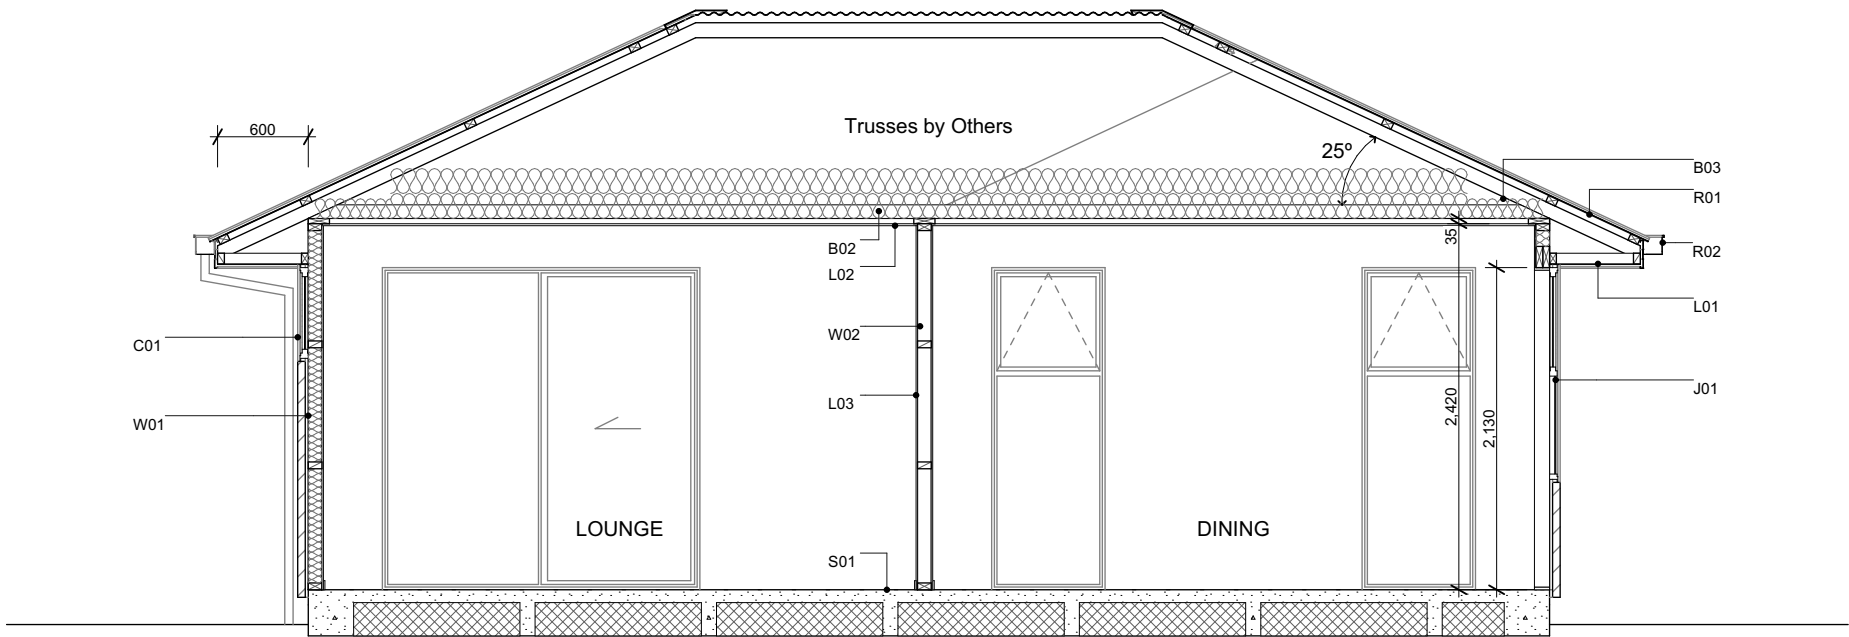 600
Trusses by Others
25º
B03
R01
R02
35
B02
L02
L01
W02
C01
L03
W01
2,420
2,130
J01
LOUNGE
DINING
S01